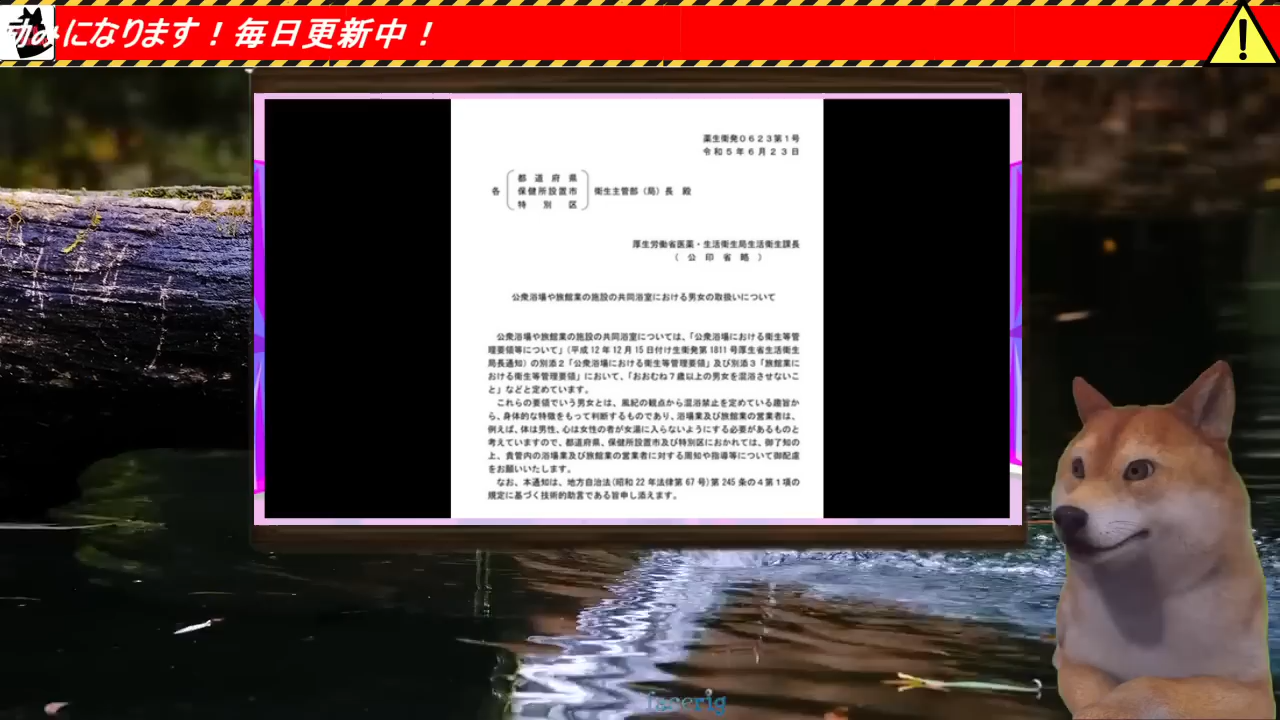 励みになります！毎日更新中！
薬生衛発０６２３第１号
令和５年６月２３日
都道府県
各 保健所設置市 衛生主管部（局）長 殿
特別区
厚生労働省医薬・生活衛生局生活衛生課長
（公印省略）
公衆浴場や旅館業の施設の共同浴室における男女の取扱いについて
公衆浴場や旅館業の施設の共同浴室については、「公衆浴場における衛生等管
理要領等について」（平成 12 年 12 月 15 日付け生衛発第 1811 号厚生省生活衛生
局長通知）の別添２「公衆浴場における衛生等管理要領」及び別添３「旅館業に
おける衛生等管理要領」において、「おおむね７歳以上の男女を混浴させないこ
と」などと定めています。
これらの要領でいう男女とは、風紀の観点から混浴禁止を定めている趣旨か
ら、身体的な特徴をもって判断するものであり、浴場業及び旅館業の営業者は、
例えば、体は男性、心は女性の者が女湯に入らないようにする必要があるものと
考えていますので、都道府県、保健所設置市及び特別区におかれては、御了知の
上、貴管内の浴場業及び旅館業の営業者に対する周知や指導等について御配慮
をお願いいたします。
なお、本通知は、地方自治法（昭和 22 年法律第 67 号）第 245 条の４第１項の
規定に基づく技術的助言である旨申し添えます。
facerig